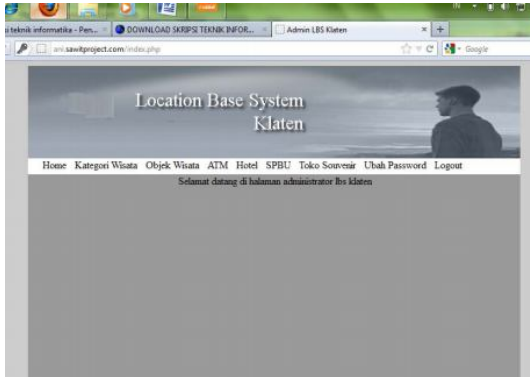 si teknik informatika - Pen...
DOWNLOAD SKRIPSI TEKNIK INFOR...
Admin LBS Klaten
ani.sawitproject.com/index.php
Google
Location Base System
Klaten
Home Kategori Wisata Objek Wisata ATM Hotel SPBU Toko Souvenir Ubah Password Logout
Selamat datang di halaman administrator lbs klaten